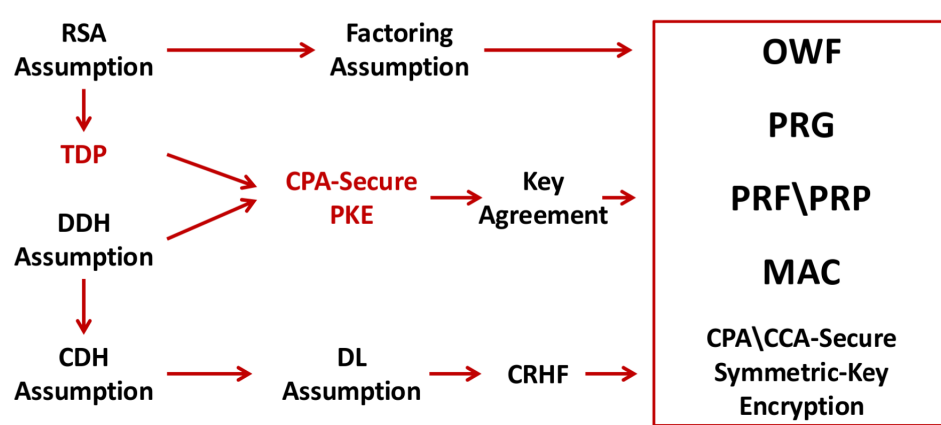 RSA
Assumption
Factoring
Assumption
OWF
PRG
TDP
CPA-Secure
PKE
Key
Agreement
PRF\PRP
DDH
Assumption
MAC
CDH
Assumption
DL
Assumption
CRHF
CPA\CCA-Secure
Symmetric-Key
Encryption